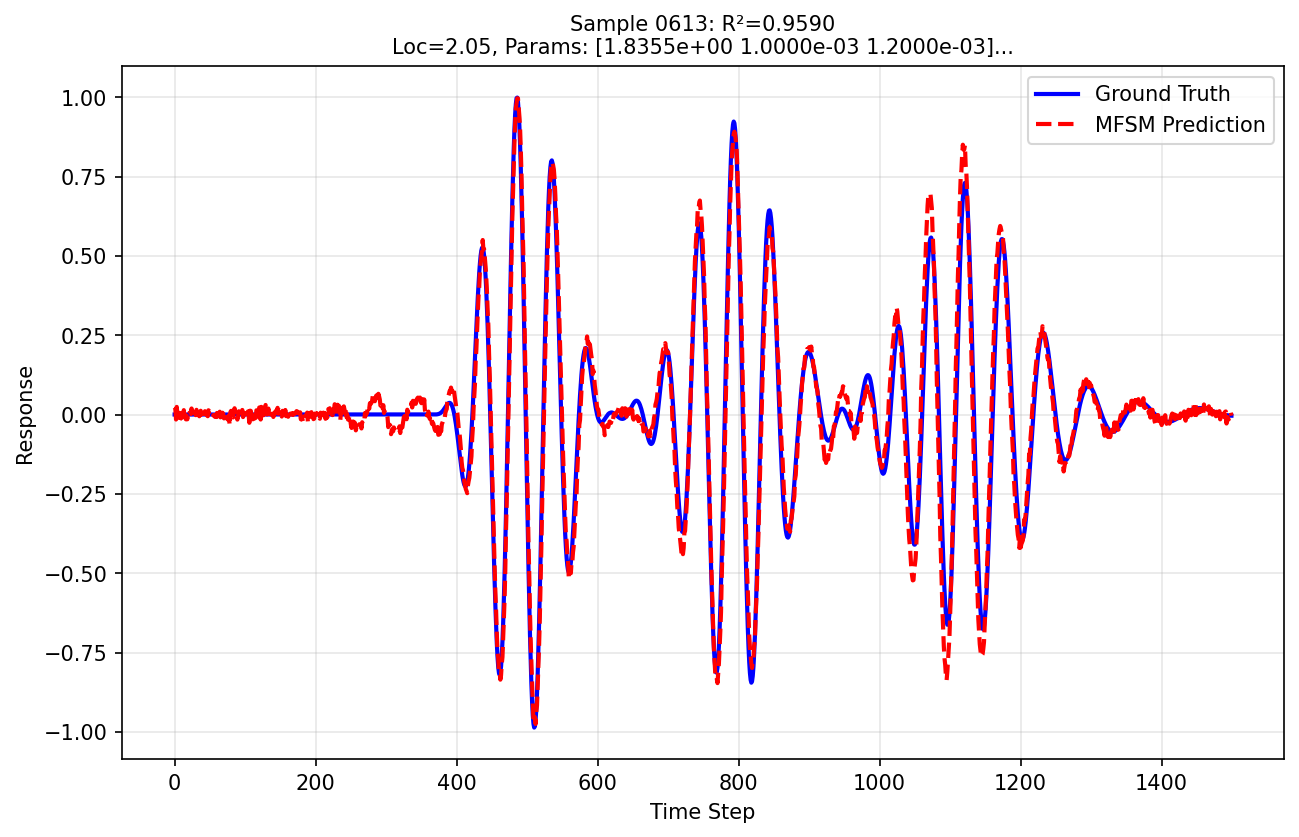 Sample 0613: R²=0.9590
Loc=2.05, Params: [1.8355e+00 1.0000e-03 1.2000e-03]...
Ground Truth
MFSM Prediction
1.00
0.75
0.50
0.25
0.00
−0.25
−0.50
−0.75
−1.00
Response
0 200 400 600 800 1000 1200 1400
Time Step